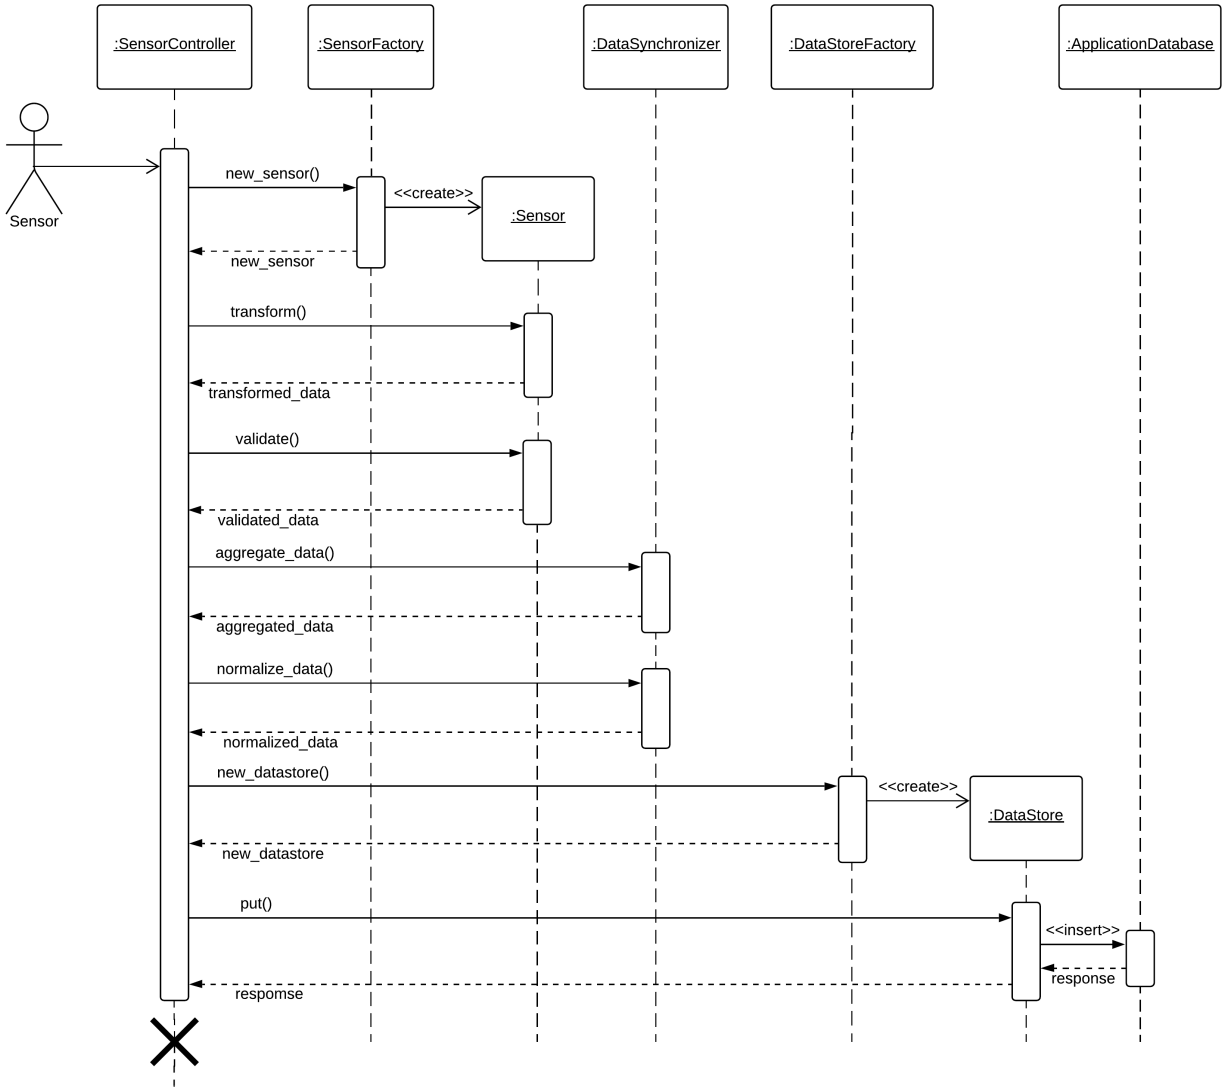 :SensorController
:SensorFactory
:DataSynchronizer
:DataStoreFactory
:ApplicationDatabase
Sensor
new_sensor()
<<create>>
:Sensor
new_sensor
transform()
transformed_data
validate()
validated_data
aggregate_data()
aggregated_data
normalize_data()
normalized_data
new_datastore()
<<create>>
:DataStore
new_datastore
put()
<<insert>>
response
respomse